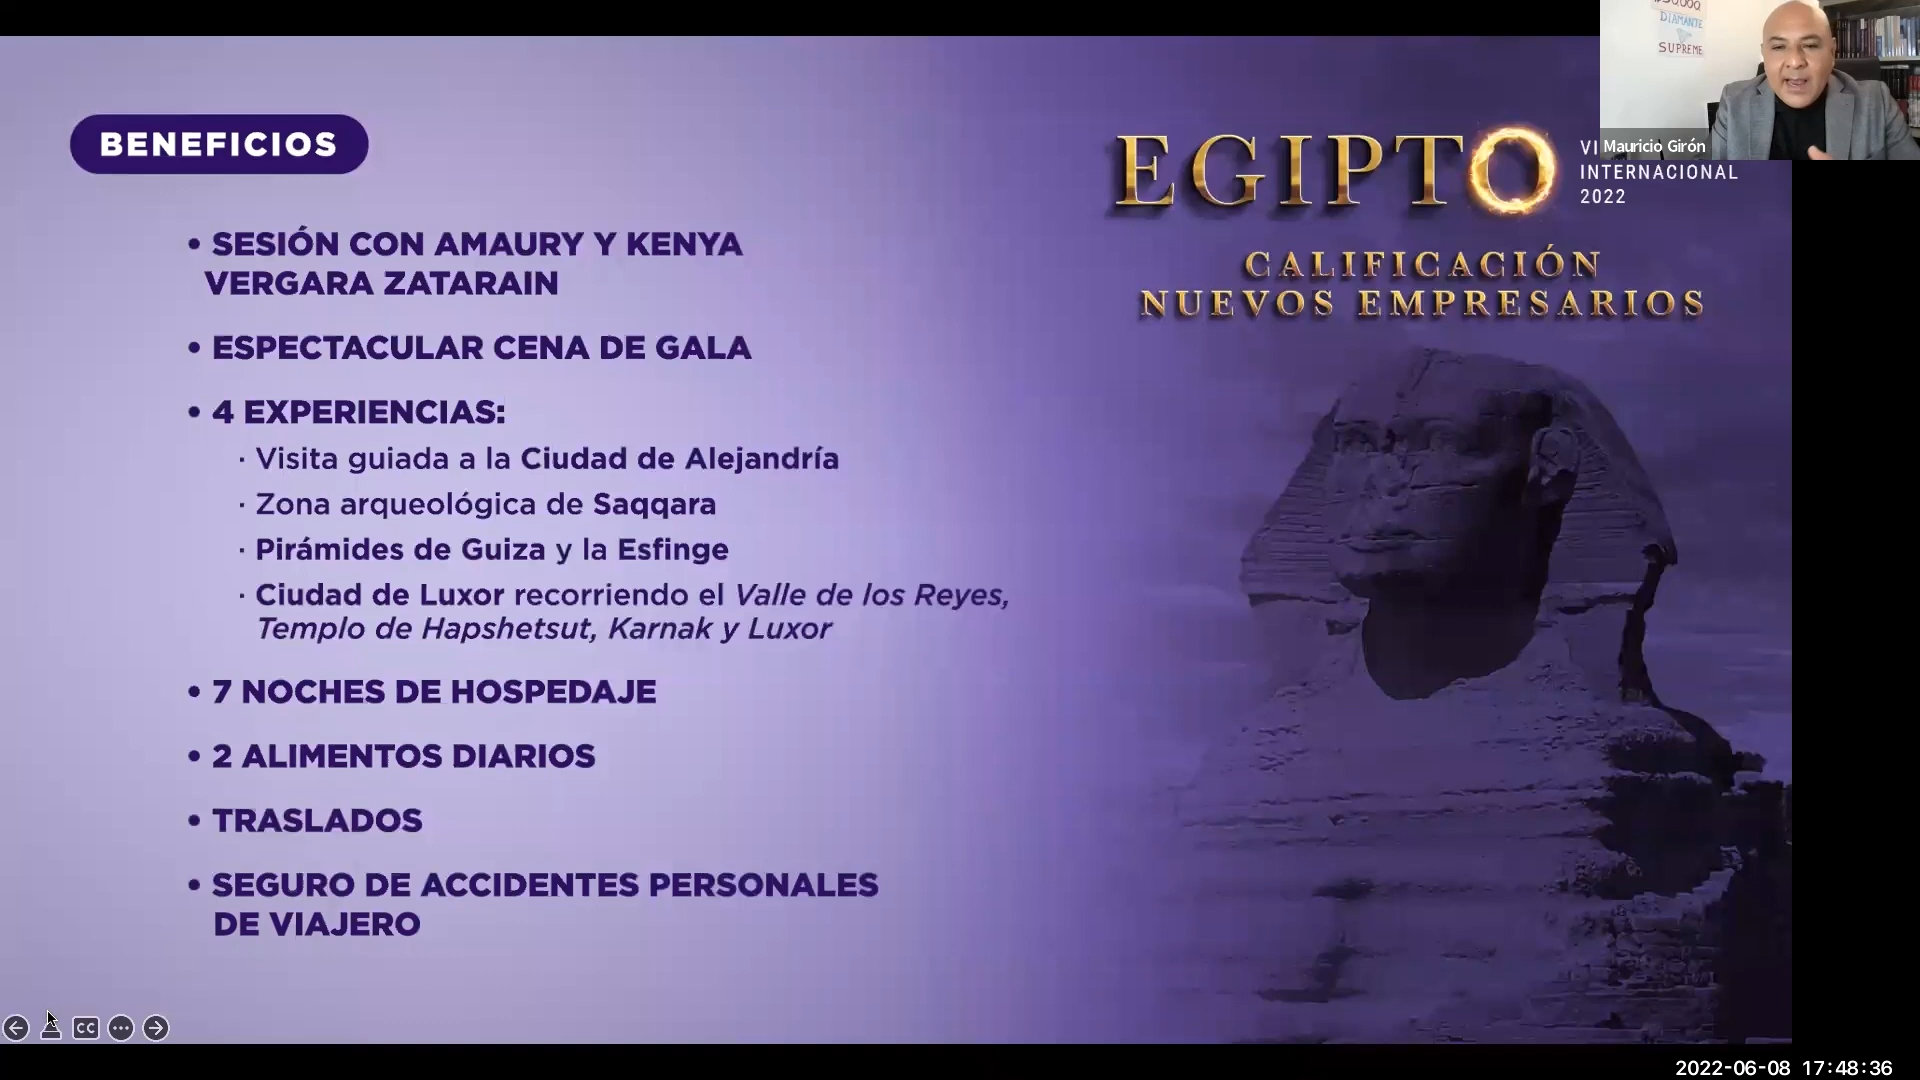 BENEFICIOS
• SESIÓN CON AMAURY Y KENYA
VERGARA ZATARAIN
• ESPECTACULAR CENA DE GALA
• 4 EXPERIENCIAS:
· Visita guiada a la Ciudad de Alejandría
· Zona arqueológica de Saqqara
· Pirámides de Guiza y la Esfinge
· Ciudad de Luxor recorriendo el Valle de los Reyes,
Templo de Hapshetsut, Karnak y Luxor
• 7 NOCHES DE HOSPEDAJE
• 2 ALIMENTOS DIARIOS
• TRASLADOS
• SEGURO DE ACCIDENTES PERSONALES
DE VIAJERO
EGIPTO
INTERNACIONAL
2022
CALIFICACIÓN
NUEVOS EMPRESARIOS
DIAMANTE
SUPREME
Mauricio Girón
CC
2022-06-08 17:48:36